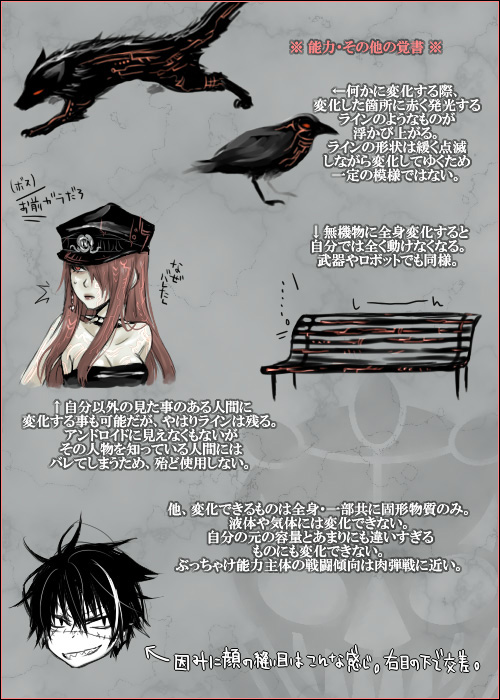 ※ 能力・その他の覚書 ※
←何かに変化する際、
変化した箇所に赤く発光する
ラインのようなものが
浮かび上がる。
ラインの形状は緩く点滅
しながら変化してゆくため
一定の模様ではない。
(ボス)
お前がうだろ
なぜ
バレたし
↓無機物に全身変化すると
自分では全く動けなくなる。
武器やロボットでも同様。
しーーん
↑自分以外の見た事のある人間に
変化する事も可能だが、やはりラインは残る。
アンドロイドに見えなくもないが
その人物を知っている人間には
バレてしまうため、殆ど使用しない。
他、変化できるものは全身・一部共に固形物質のみ。
液体や気体には変化できない。
自分の元の容量とあまりにも違いすぎる
ものにも変化できない。
ぶっちゃけ能力主体の戦闘傾向は肉弾戦に近い。
←因みに顔の縫い目はこんな感じ。右目の下で交差。